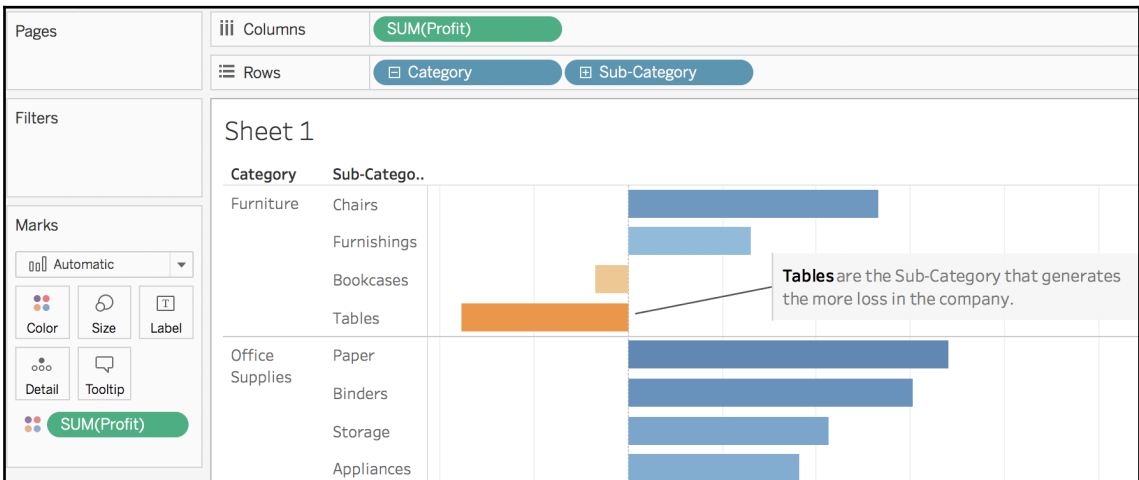 Pages
Columns
SUM(Profit)
Rows
Category
Sub-Category
Filters
Sheet 1
Category
Sub-Catego..
Furniture
Chairs
Furnishings
Bookcases
Tables
Tables are the Sub-Category that generates
the more loss in the company.
Office
Supplies
Paper
Binders
Storage
Appliances
Marks
Automatic
Color
Size
T
Label
Detail
Tooltip
SUM(Profit)